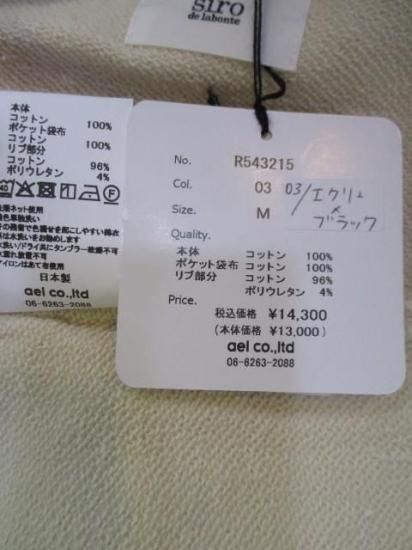 siro
de labonte
本体
コットン 100%
ポケット袋布
コットン 100%
リブ部分
コットン 96%
ポリウレタン 4%
40
F
日本製
ael co.,ltd
06-6263-2088
No. R543215
Col. 03 03/エクリュ×ブラック
Size. M
Quality.
本体 コットン 100%
ポケット袋布 コットン 100%
リブ部分 コットン 96%
ポリウレタン 4%
Price.
税込価格 ¥14,300
(本体価格 ¥13,000)
ael co.,ltd
06-6263-2088